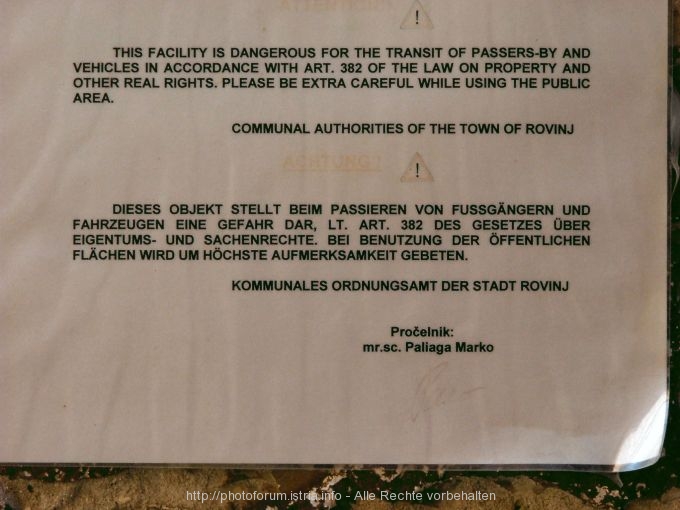 ATTENTION!
!
THIS FACILITY IS DANGEROUS FOR THE TRANSIT OF PASSERS-BY AND
VEHICLES IN ACCORDANCE WITH ART. 382 OF THE LAW ON PROPERTY AND
OTHER REAL RIGHTS. PLEASE BE EXTRA CAREFUL WHILE USING THE PUBLIC
AREA.
COMMUNAL AUTHORITIES OF THE TOWN OF ROVINJ
ACHTUNG!
!
DIESES OBJEKT STELLT BEIM PASSIEREN VON FUSSGÄNGERN UND
FAHRZEUGEN EINE GEFAHR DAR, LT. ART. 382 DES GESETZES ÜBER
EIGENTUMS- UND SACHENRECHTE. BEI BENUTZUNG DER ÖFFENTLICHEN
FLÄCHEN WIRD UM HÖCHSTE AUFMERKSAMKEIT GEBETEN.
KOMMUNALES ORDNUNGSAMT DER STADT ROVINJ
Pročelnik:
mr.sc. Paliaga Marko
http://photoforum.istria.info - Alle Rechte vorbehalten